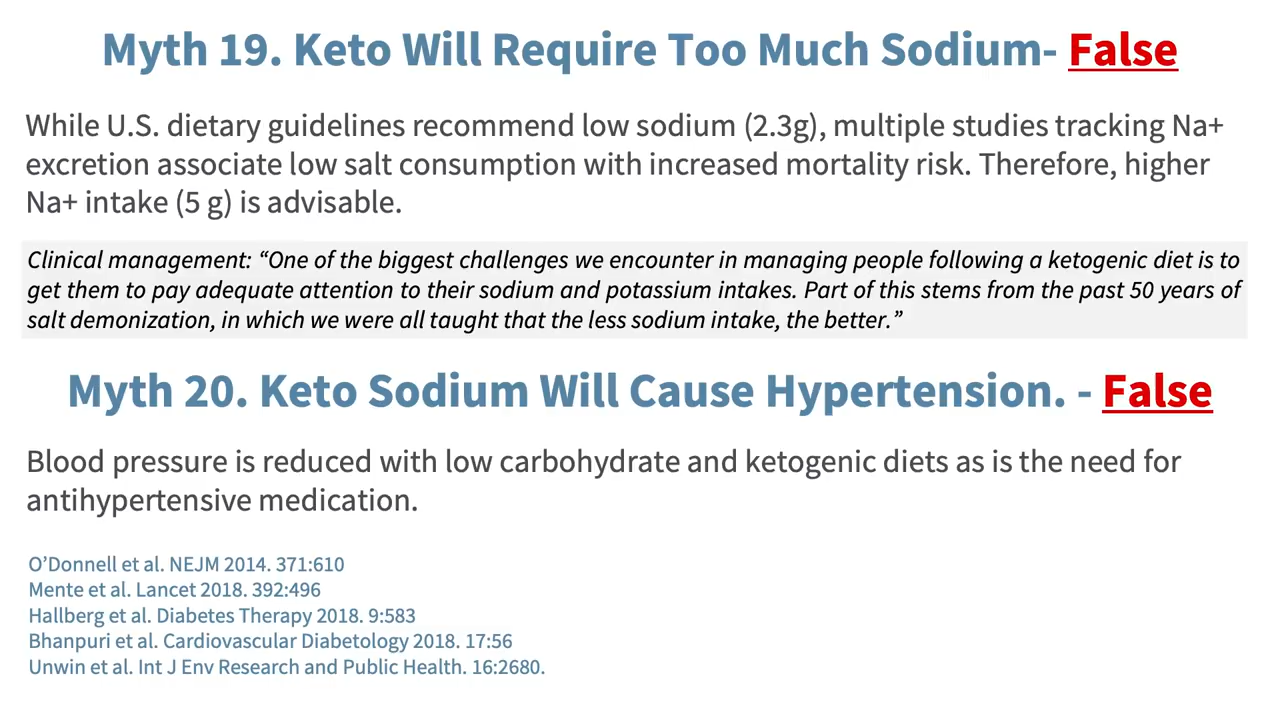 Myth 19. Keto Will Require Too Much Sodium- False
While U.S. dietary guidelines recommend low sodium (2.3g), multiple studies tracking Na+
excretion associate low salt consumption with increased mortality risk. Therefore, higher
Na+ intake (5 g) is advisable.
Clinical management: “One of the biggest challenges we encounter in managing people following a ketogenic diet is to
get them to pay adequate attention to their sodium and potassium intakes. Part of this stems from the past 50 years of
salt demonization, in which we were all taught that the less sodium intake, the better.”
Myth 20. Keto Sodium Will Cause Hypertension. - False
Blood pressure is reduced with low carbohydrate and ketogenic diets as is the need for
antihypertensive medication.
O’Donnell et al. NEJM 2014. 371:610
Mente et al. Lancet 2018. 392:496
Hallberg et al. Diabetes Therapy 2018. 9:583
Bhanpuri et al. Cardiovascular Diabetology 2018. 17:56
Unwin et al. Int J Env Research and Public Health. 16:2680.